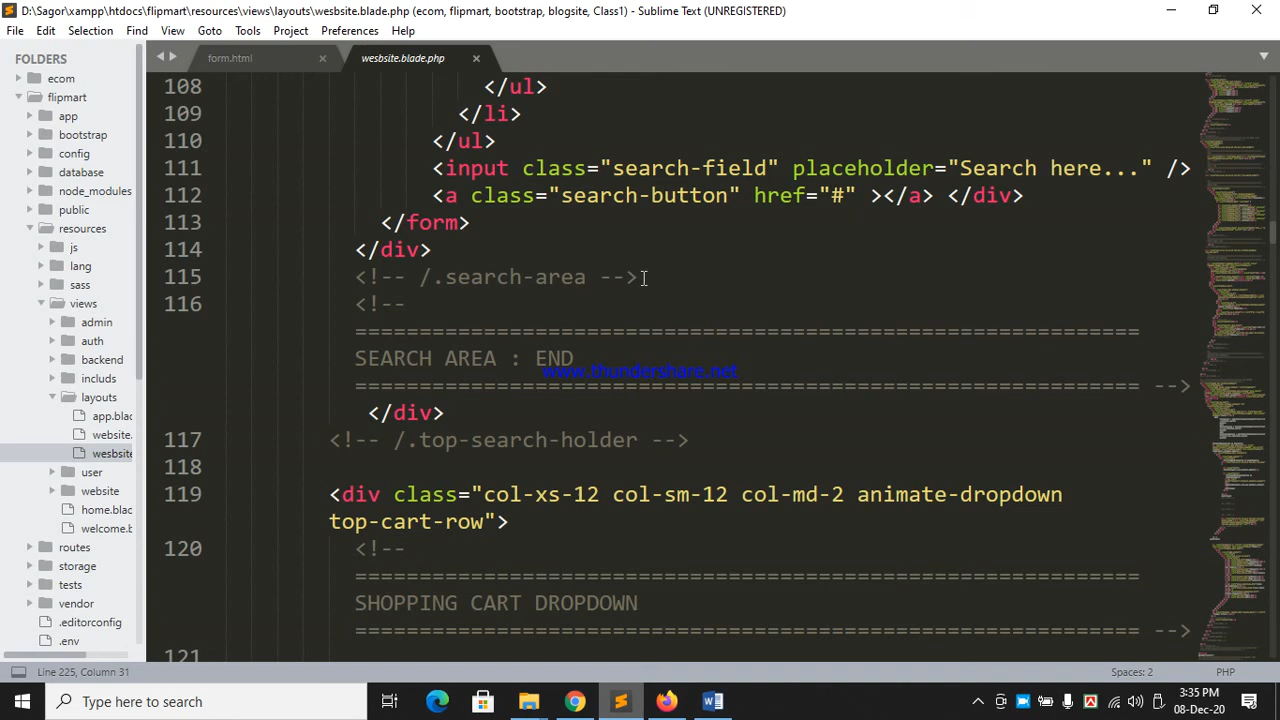 D:\Sagor\xampp\htdocs\flipmart\resources\views\layouts\wesbsite.blade.php (ecom, flipmart, bootstrap, blogsite, Class1) - Sublime Text (UNREGISTERED)
File Edit Selection Find View Goto Tools Project Preferences Help
FOLDERS
ecom
flipmart
app
bootstrap
config
database
node_modules
public
resources
js
lang
sass
views
admin
auth
backend
includs
layouts
app.blac
website.
wesbsite
user
website
home.blac
welcome.b
routes
storage
tests
vendor
.editorconfig
.env
form.html
wesbsite.blade.php
108 </ul>
109 </li>
110 </ul>
111 <input class="search-field" placeholder="Search here..." />
112 <a class="search-button" href="#" ></a> </div>
113 </form>
114 </div>
115 <!-- /.search-area -->
116 <!--
=============================================================
SEARCH AREA : END
www.thundershare.net
============================================================= -->
</div>
117 <!-- /.top-search-holder -->
118
119 <div class="col-xs-12 col-sm-12 col-md-2 animate-dropdown
top-cart-row">
120 <!--
=============================================================
SHOPPING CART DROPDOWN
============================================================= -->
121
Line 225, Column 31
Spaces: 2
PHP
Type here to search
3:35 PM
08-Dec-20